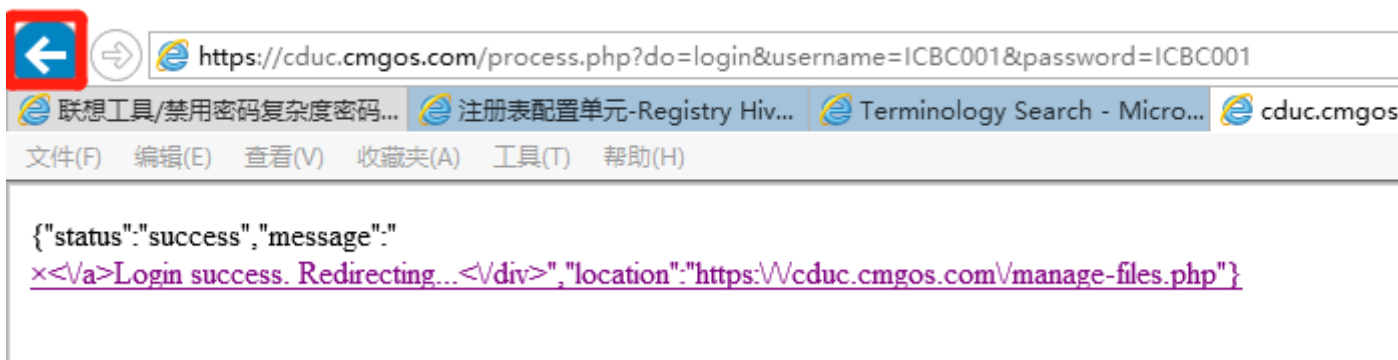 https://cduc.cmgos.com/process.php?do=login&username=ICBC001&password=ICBC001
联想工具/禁用密码复杂度密码... 注册表配置单元-Registry Hiv... Terminology Search - Micro... cduc.cmgos
文件(F) 编辑(E) 查看(V) 收藏夹(A) 工具(T) 帮助(H)
{"status":"success","message":"
×<\/a>Login success. Redirecting...<\/div>","location":"https:\/\/cduc.cmgos.com\/manage-files.php"}